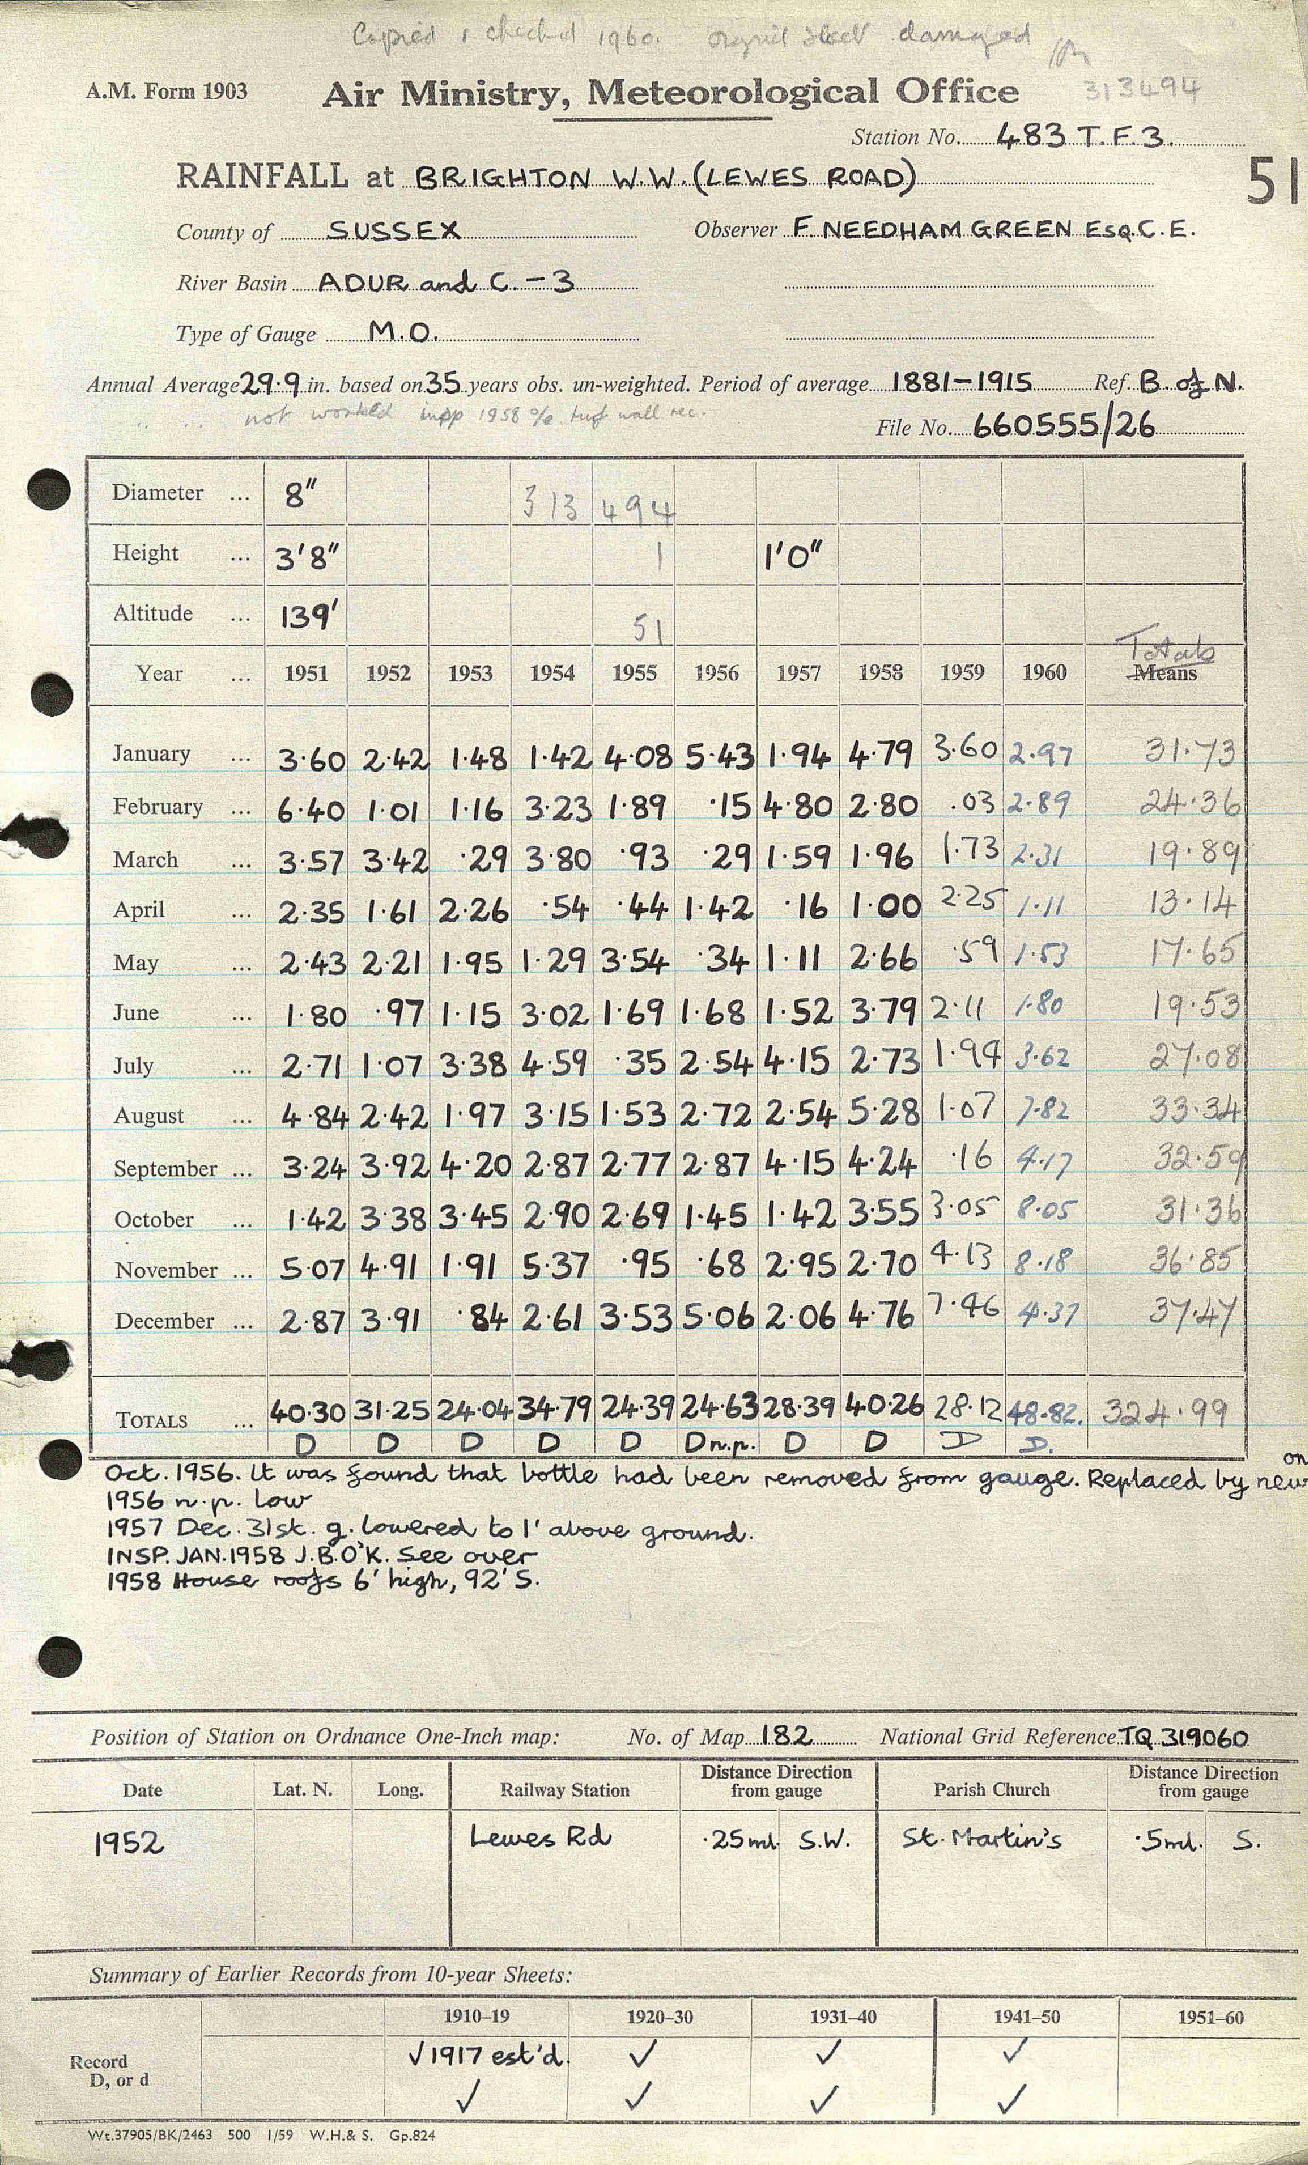 Copied & checked 1960. Original sheet damaged
A.M. Form 1903 Air Ministry, Meteorological Office 313494
Station No. 483 T.F.3.
RAINFALL at BRIGHTON W.W. (LEWES ROAD) 51
County of SUSSEX Observer F. NEEDHAM GREEN Esq. C.E.
River Basin ADUR and C. - 3
Type of Gauge M.O.
Annual Average 29.9 in. based on 35 years obs. un-weighted. Period of average 1881-1915 Ref. B. of N.
not worked 1958 wall rec.
File No. 660555/26
Diameter ... 8" 313 494
Height ... 3'8" 1 1'0"
Altitude ... 139' 51
Totals
Year ... 1951 1952 1953 1954 1955 1956 1957 1958 1959 1960 Means
January ... 3.60 2.42 1.48 1.42 4.08 5.43 1.94 4.79 3.60 2.97 31.73
February ... 6.40 1.01 1.16 3.23 1.89 .15 4.80 2.80 .03 2.89 24.36
March ... 3.57 3.42 .29 3.80 .93 .29 1.59 1.96 1.73 2.31 19.89
April ... 2.35 1.61 2.26 .54 .44 1.42 .16 1.00 2.25 1.11 13.14
May ... 2.43 2.21 1.95 1.29 3.54 .34 1.11 2.66 .59 1.53 17.65
June ... 1.80 .97 1.15 3.02 1.69 1.68 1.52 3.79 2.11 1.80 19.53
July ... 2.71 1.07 3.38 4.59 .35 2.54 4.15 2.73 1.94 3.62 27.08
August ... 4.84 2.42 1.97 3.15 1.53 2.72 2.54 5.28 1.07 7.82 33.34
September ... 3.24 3.92 4.20 2.87 2.77 2.87 4.15 4.24 .16 4.17 32.59
October ... 1.42 3.38 3.45 2.90 2.69 1.45 1.42 3.55 3.05 8.05 31.36
November ... 5.07 4.91 1.91 5.37 .95 .68 2.95 2.70 4.13 8.18 36.85
December ... 2.87 3.91 .84 2.61 3.53 5.06 2.06 4.76 7.46 4.37 37.47
TOTALS ... 40.30 31.25 24.04 34.79 24.39 24.63 28.39 40.26 28.12 48.82. 324.99
D D D D D D n.p. D D D D.
Oct. 1956. It was found that bottle had been removed from gauge. Replaced by new on
1956 n.p. low
1957 Dec. 31st. g. lowered to 1' above ground.
INSP. JAN. 1958 J.B.O'K. See over
1958 House roofs 6' high, 92' S.
Position of Station on Ordnance One-Inch map: No. of Map 182 National Grid Reference TQ 319060
Date Lat. N. Long. Railway Station Distance Direction from gauge Parish Church Distance Direction from gauge
1952 Lewes Rd .25ml. S.W. St. Martin's .5ml. S.
Summary of Earlier Records from 10-year Sheets:
1910-19 1920-30 1931-40 1941-50 1951-60
Record ✓1917 est'd. ✓ ✓ ✓
D, or d ✓ ✓ ✓ ✓
Wt.37905/BK/2463 500 1/59 W.H.& S. Gp.824